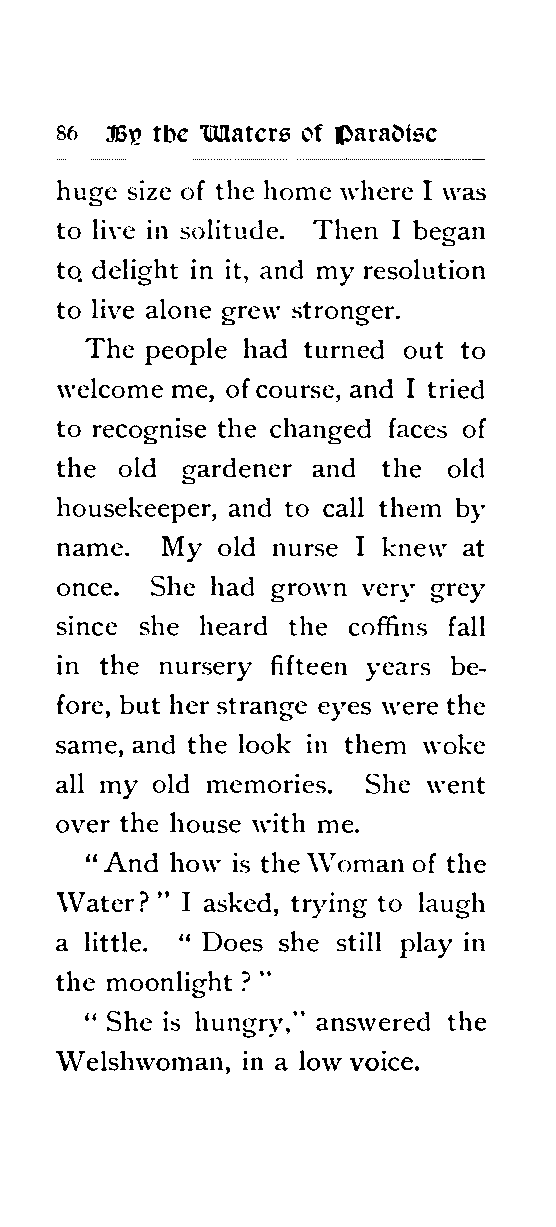 86 By the Waters of Paradise
huge size of the home where I was
to live in solitude. Then I began
to delight in it, and my resolution
to live alone grew stronger.
The people had turned out to
welcome me, of course, and I tried
to recognise the changed faces of
the old gardener and the old
housekeeper, and to call them by
name. My old nurse I knew at
once. She had grown very grey
since she heard the coffins fall
in the nursery fifteen years be-
fore, but her strange eyes were the
same, and the look in them woke
all my old memories. She went
over the house with me.
"And how is the Woman of the
Water?" I asked, trying to laugh
a little. "Does she still play in
the moonlight?"
"She is hungry," answered the
Welshwoman, in a low voice.